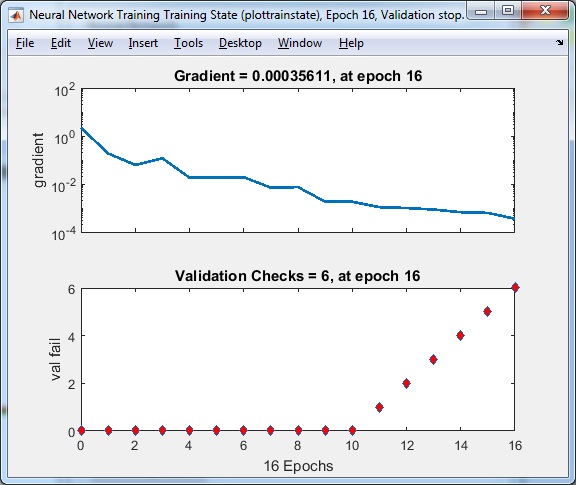 Neural Network Training Training State (plottrainstate), Epoch 16, Validation stop.
File Edit View Insert Tools Desktop Window Help
Gradient = 0.00035611, at epoch 16
gradient
10^2
10^0
10^-2
10^-4
Validation Checks = 6, at epoch 16
val fail
6
4
2
0
0 2 4 6 8 10 12 14 16
16 Epochs